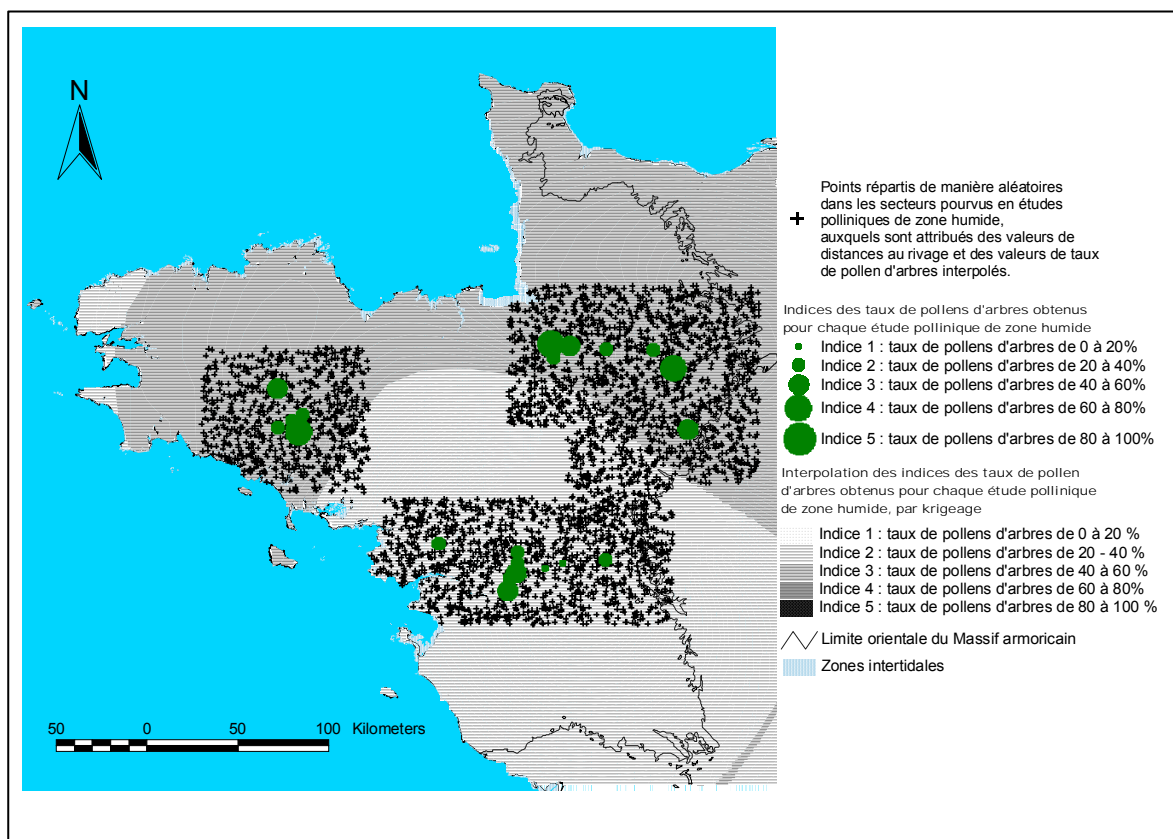 N
Points répartis de manière aléatoires
dans les secteurs pourvus en études
polliniques de zone humide,
auxquels sont attribués des valeurs de
distances au rivage et des valeurs de taux
de pollen d'arbres interpolés.
Indices des taux de pollens d'arbres obtenus
pour chaque étude pollinique de zone humide
Indice 1 : taux de pollens d'arbres de 0 à 20%
Indice 2 : taux de pollens d'arbres de 20 à 40%
Indice 3 : taux de pollens d'arbres de 40 à 60%
Indice 4 : taux de pollens d'arbres de 60 à 80%
Indice 5 : taux de pollens d'arbres de 80 à 100%
Interpolation des indices des taux de pollen
d'arbres obtenus pour chaque étude pollinique
de zone humide, par krigeage
Indice 1 : taux de pollens d'arbres de 0 à 20 %
Indice 2 : taux de pollens d'arbres de 20 - 40 %
Indice 3 : taux de pollens d'arbres de 40 à 60 %
Indice 4 : taux de pollens d'arbres de 60 à 80%
Indice 5 : taux de pollens d'arbres de 80 à 100 %
Limite orientale du Massif armoricain
Zones intertidales
50 0 50 100 Kilometers